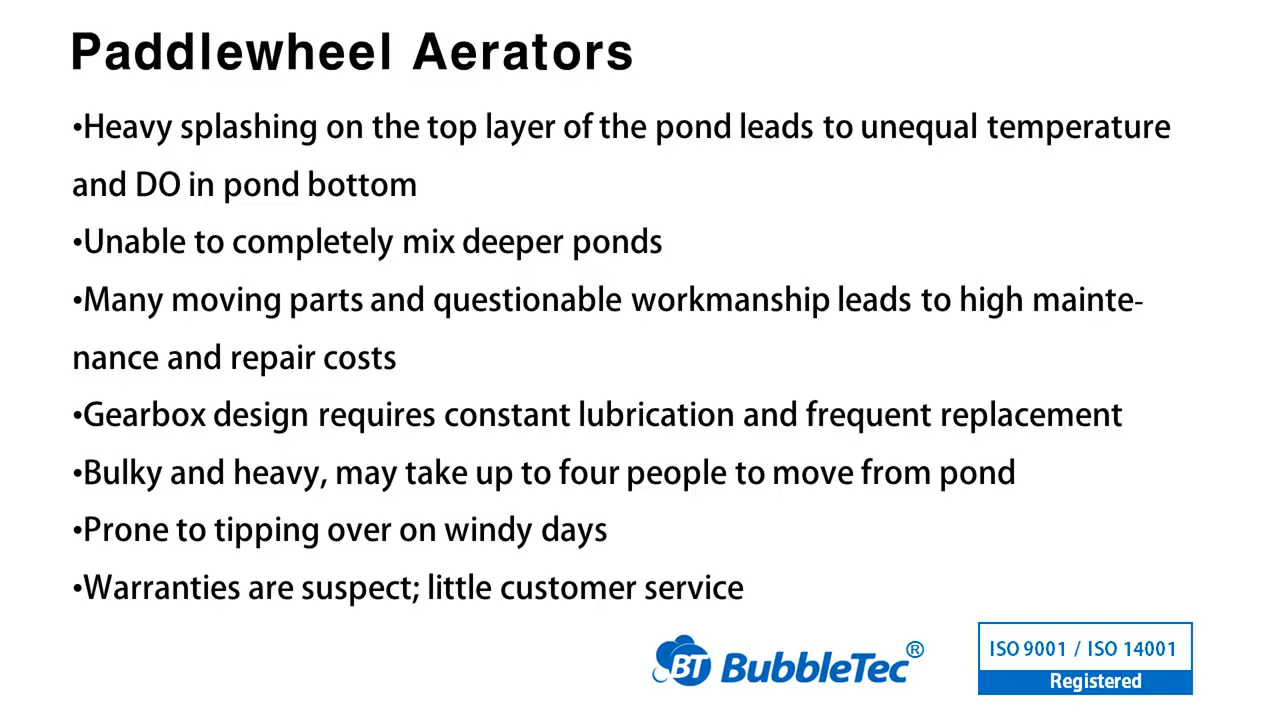 Paddlewheel Aerators
•Heavy splashing on the top layer of the pond leads to unequal temperature
and DO in pond bottom
•Unable to completely mix deeper ponds
•Many moving parts and questionable workmanship leads to high mainte-
nance and repair costs
•Gearbox design requires constant lubrication and frequent replacement
•Bulky and heavy, may take up to four people to move from pond
•Prone to tipping over on windy days
•Warranties are suspect; little customer service
BT BubbleTec®
ISO 9001 / ISO 14001
Registered